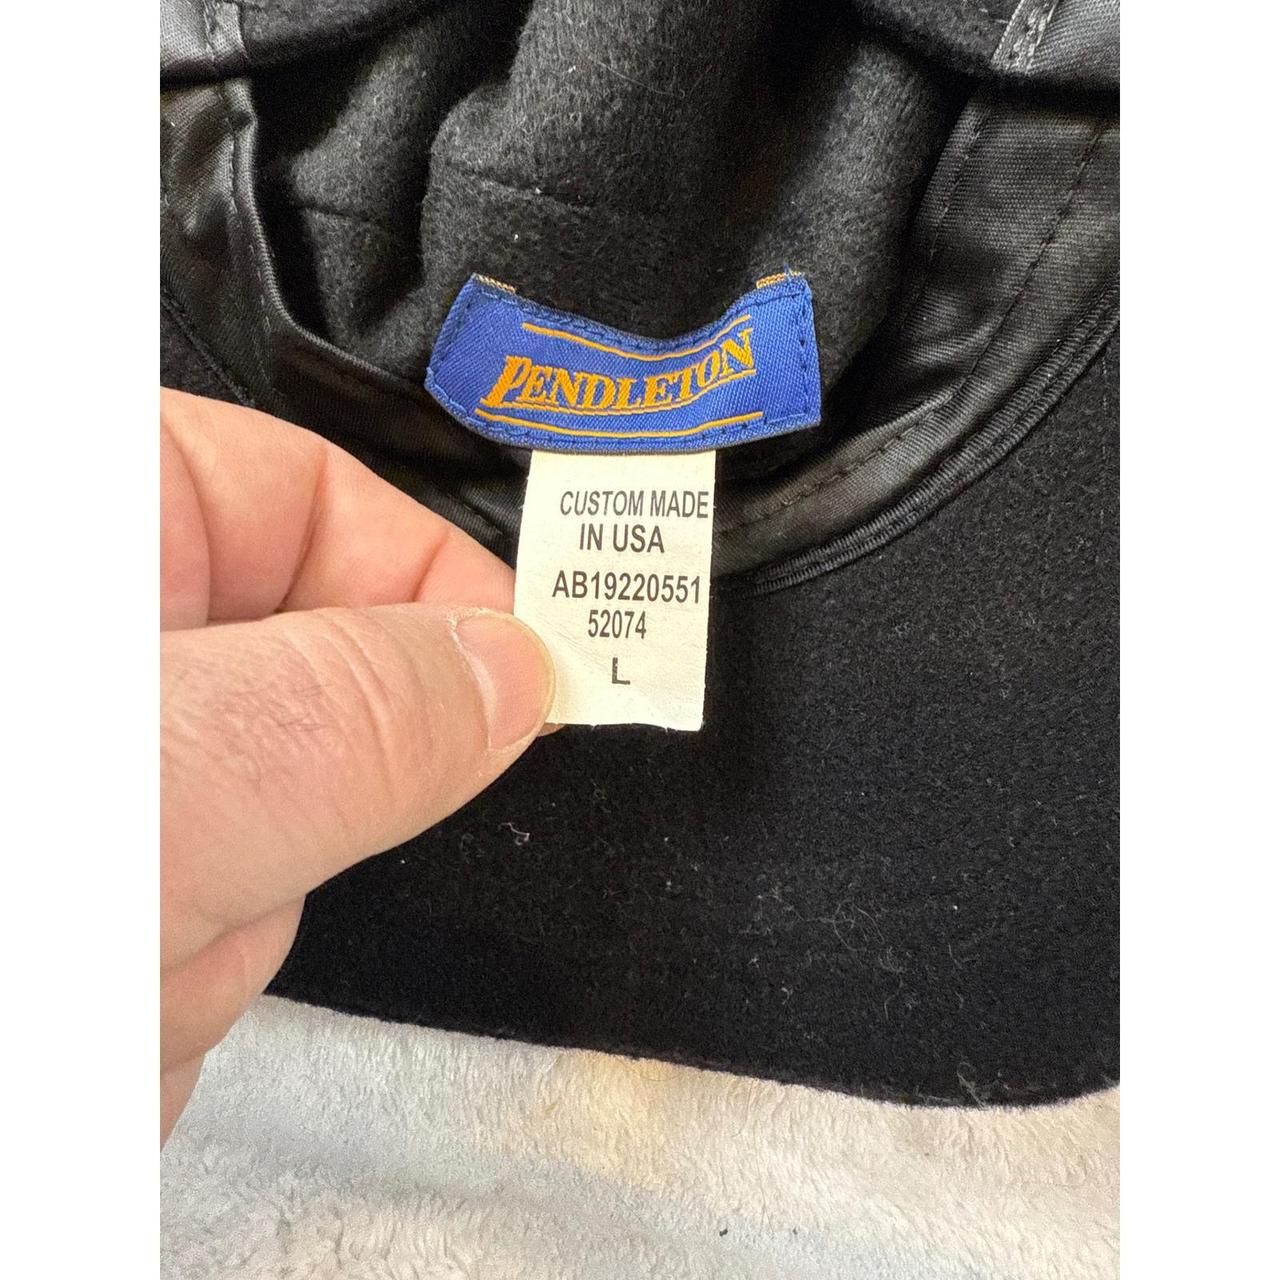 PENDLETON
CUSTOM MADE
IN USA
AB19220551
52074
L